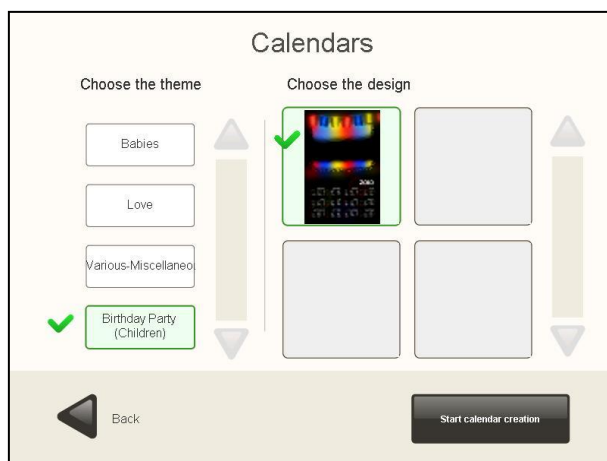 Calendars
Choose the theme
Choose the design
Babies
Love
Various-Miscellaneo
Birthday Party
(Children)
2010
Back
Start calendar creation